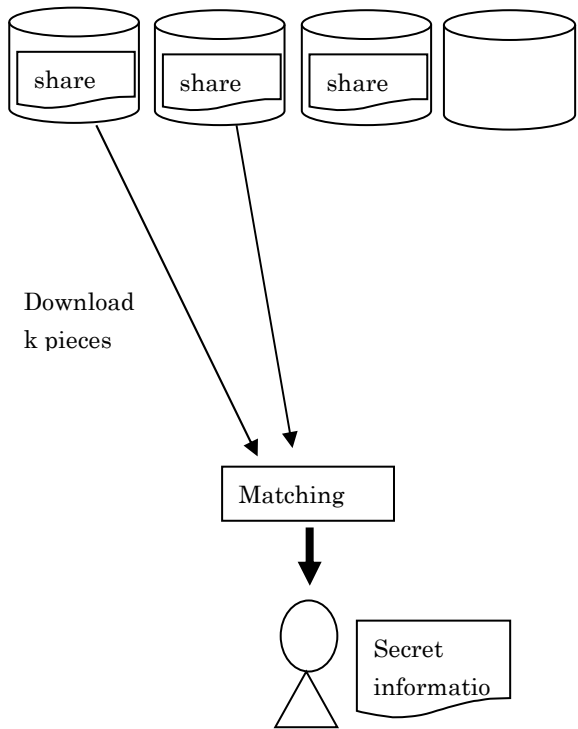 share
share
share
Download
k pieces
Matching
Secret
informatio